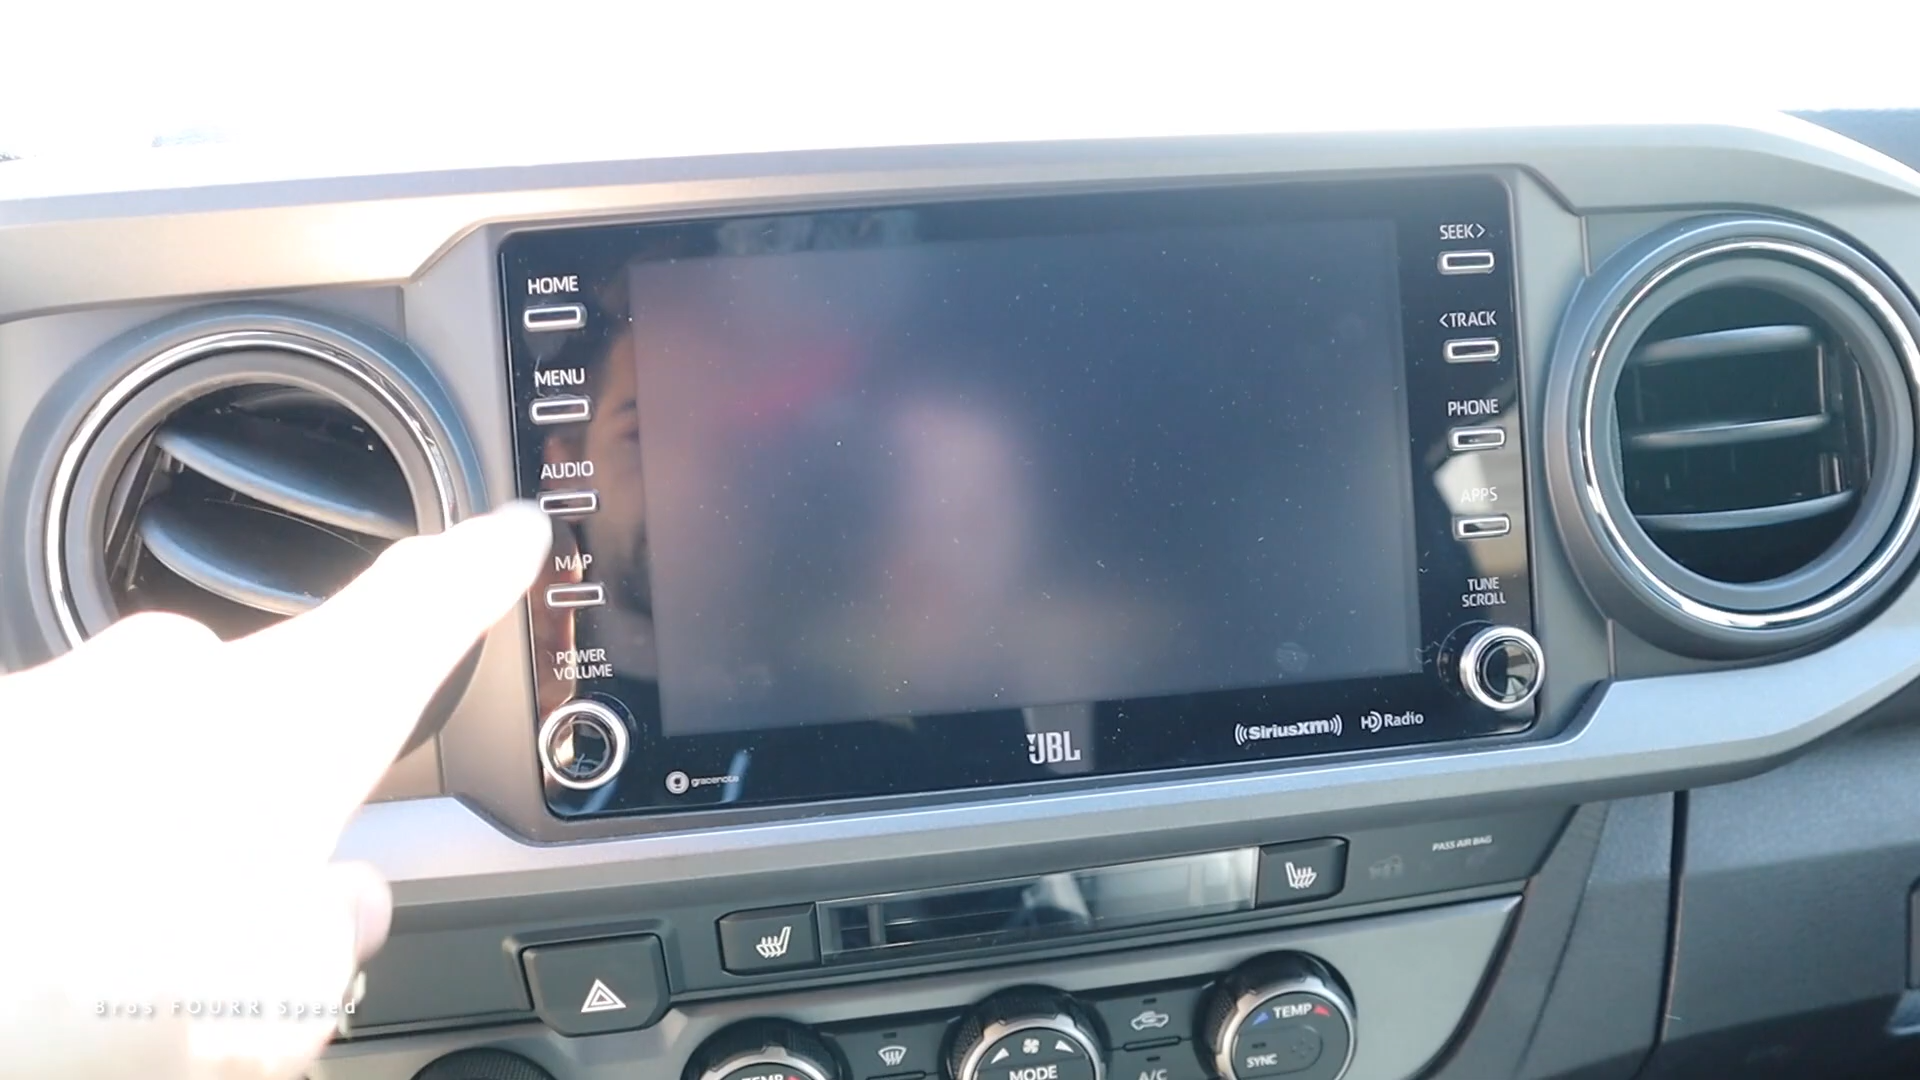 HOME
MENU
AUDIO
MAP
POWER
VOLUME
SEEK>
<TRACK
PHONE
APPS
TUNE
SCROLL
gracenote
JBL
((SiriusXM))
HD Radio
PASS AIR BAG
TEMP
SYNC
MODE
A/C
TEMP
Bros FOURR Speed